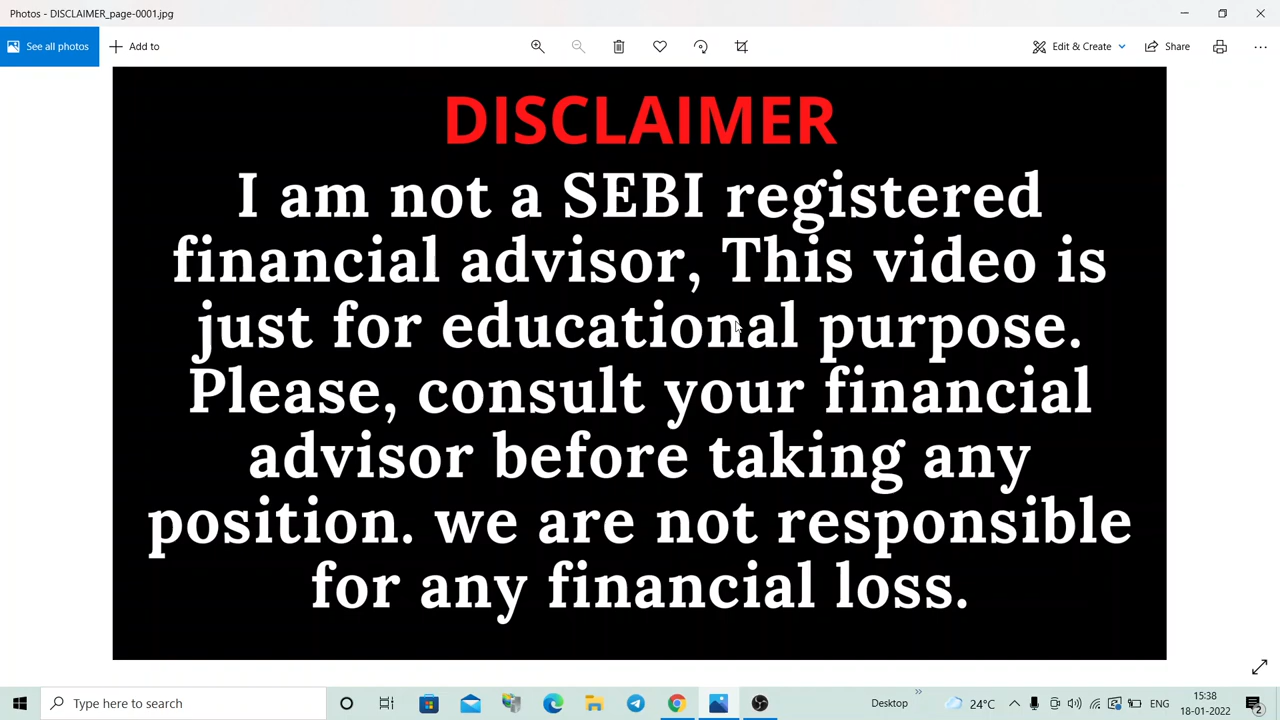 Photos - DISCLAIMER_page-0001.jpg
See all photos
Add to
Edit & Create
Share
DISCLAIMER
I am not a SEBI registered
financial advisor, This video is
just for educational purpose.
Please, consult your financial
advisor before taking any
position. we are not responsible
for any financial loss.
Type here to search
Desktop
»
24°C
ENG
15:38
18-01-2022
2